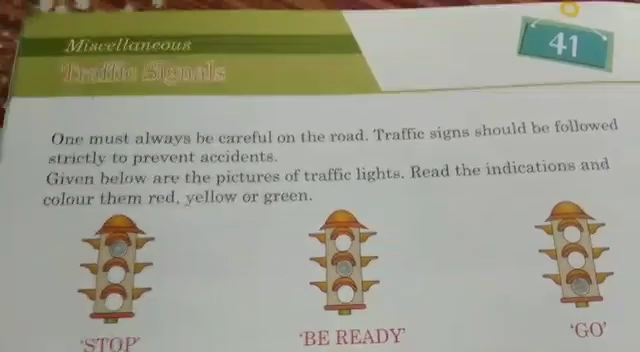 Miscellaneous
41
Traffic Signals
One must always be careful on the road. Traffic signs should be followed
strictly to prevent accidents.
Given below are the pictures of traffic lights. Read the indications and
colour them red, yellow or green.
'STOP' 'BE READY' 'GO'